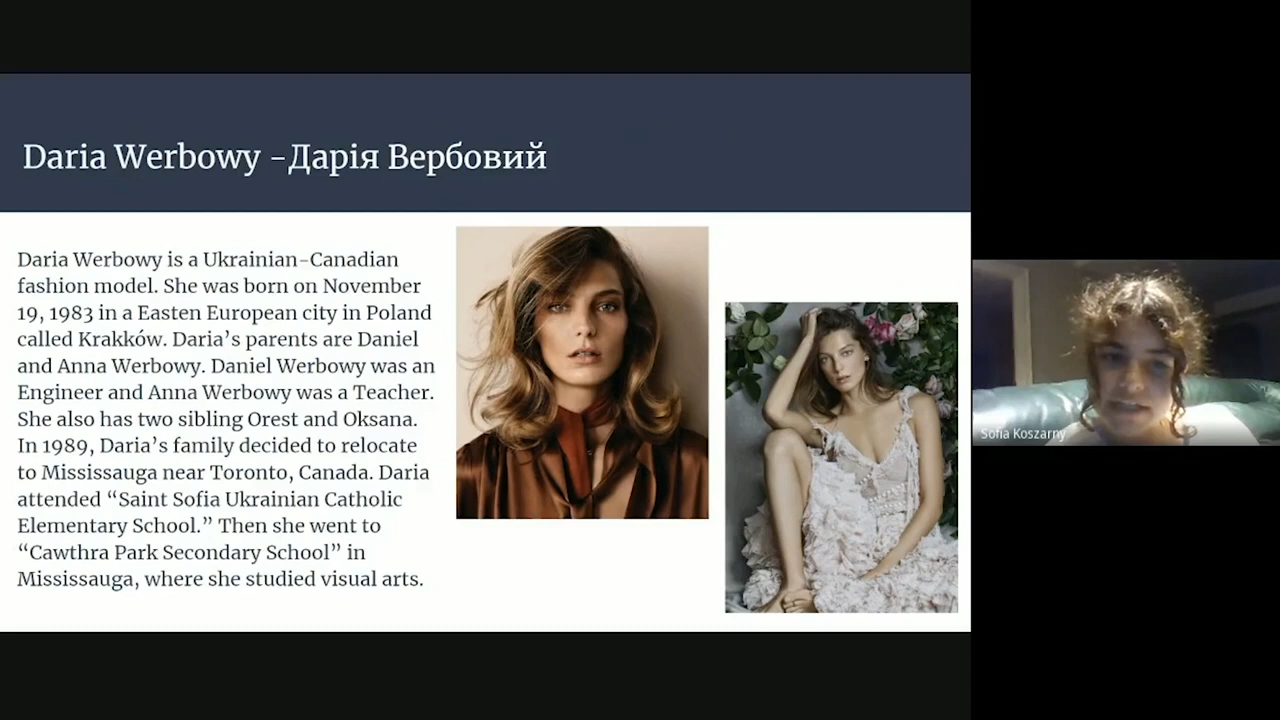 Daria Werbowy -Дарія Вербовий
Daria Werbowy is a Ukrainian-Canadian
fashion model. She was born on November
19, 1983 in a Easten European city in Poland
called Krakków. Daria’s parents are Daniel
and Anna Werbowy. Daniel Werbowy was an
Engineer and Anna Werbowy was a Teacher.
She also has two sibling Orest and Oksana.
In 1989, Daria’s family decided to relocate
to Mississauga near Toronto, Canada. Daria
attended “Saint Sofia Ukrainian Catholic
Elementary School.” Then she went to
“Cawthra Park Secondary School” in
Mississauga, where she studied visual arts.
Sofia Koszarny